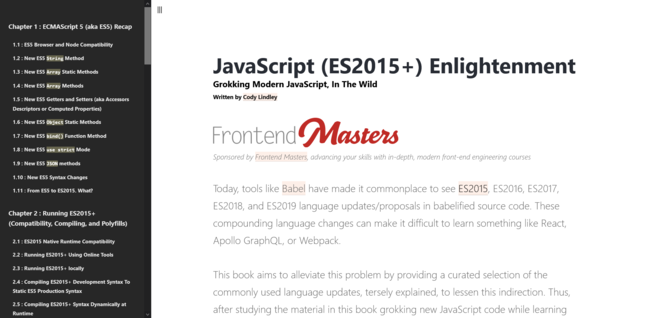 Chapter 1 : ECMAScript 5 (aka ES5) Recap
1.1 : ES5 Browser and Node Compatibility
1.2 : New ES5 String Method
1.3 : New ES5 Array Static Methods
1.4 : New ES5 Array Methods
1.5 : New ES5 Getters and Setters (aka Accessors
Descriptors or Computed Properties)
1.6 : New ES5 Object Static Methods
1.7 : New ES5 bind() Function Method
1.8 : New ES5 use strict Mode
1.9 : New ES5 JSON methods
1.10 : New ES5 Syntax Changes
1.11 : From ES5 to ES2015. What?
Chapter 2 : Running ES2015+
(Compatibility, Compiling, and Polyfills)
2.1 : ES2015 Native Runtime Compatibility
2.2 : Running ES2015+ Using Online Tools
2.3 : Running ES2015+ locally
2.4 : Compiling ES2015+ Development Syntax To
Static ES5 Production Syntax
2.5 : Compiling ES2015+ Syntax Dynamically at
Runtime
JavaScript (ES2015+) Enlightenment
Grokking Modern JavaScript, In The Wild
Written by Cody Lindley
Frontend Masters
Sponsored by Frontend Masters, advancing your skills with in-depth, modern front-end engineering courses
Today, tools like Babel have made it commonplace to see ES2015, ES2016, ES2017,
ES2018, and ES2019 language updates/proposals in babelified source code. These
compounding language changes can make it difficult to learn something like React,
Apollo GraphQL, or Webpack.
This book aims to alleviate this problem by providing a curated selection of the
commonly used language updates, tersely explained, to lessen this indirection. Thus,
after studying the material in this book grokking new JavaScript code while learning